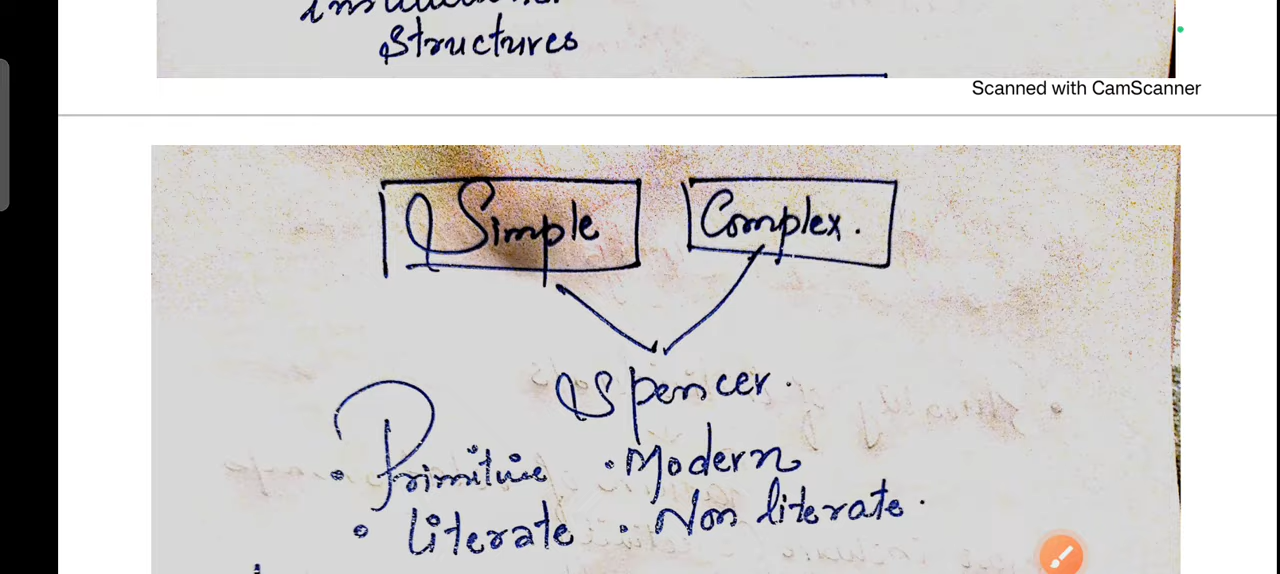 Structures
Scanned with CamScanner
Simple Complex.
Spencer.
• Primitive • Modern
• literate • Non literate.